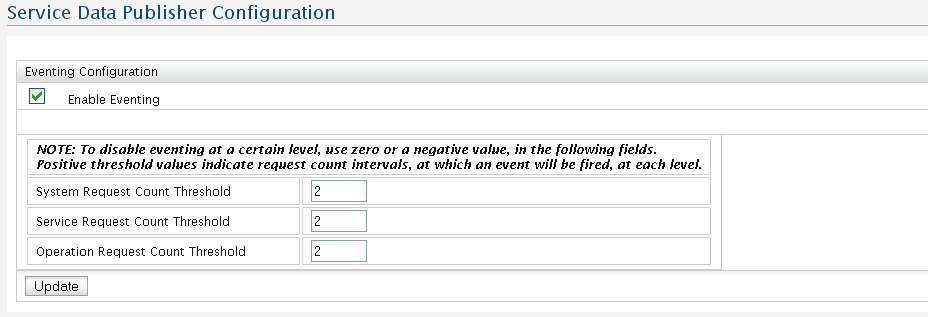 Service Data Publisher Configuration
Eventing Configuration
Enable Eventing
NOTE: To disable eventing at a certain level, use zero or a negative value, in the following fields.
Positive threshold values indicate request count intervals, at which an event will be fired, at each level.
System Request Count Threshold 2
Service Request Count Threshold 2
Operation Request Count Threshold 2
Update